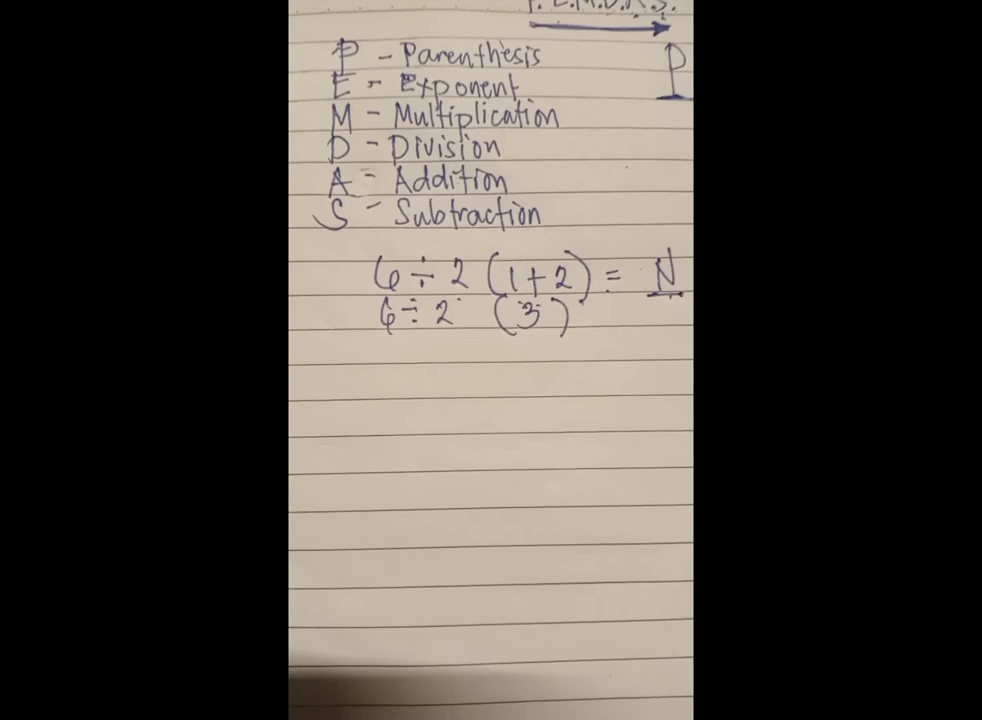 P.E.M.D.A.S.
P - Parenthesis P
E - Exponent
M - Multiplication
D - Division
A - Addition
S - Subtraction
6 ÷ 2 (1+2) = N
6 ÷ 2 (3)